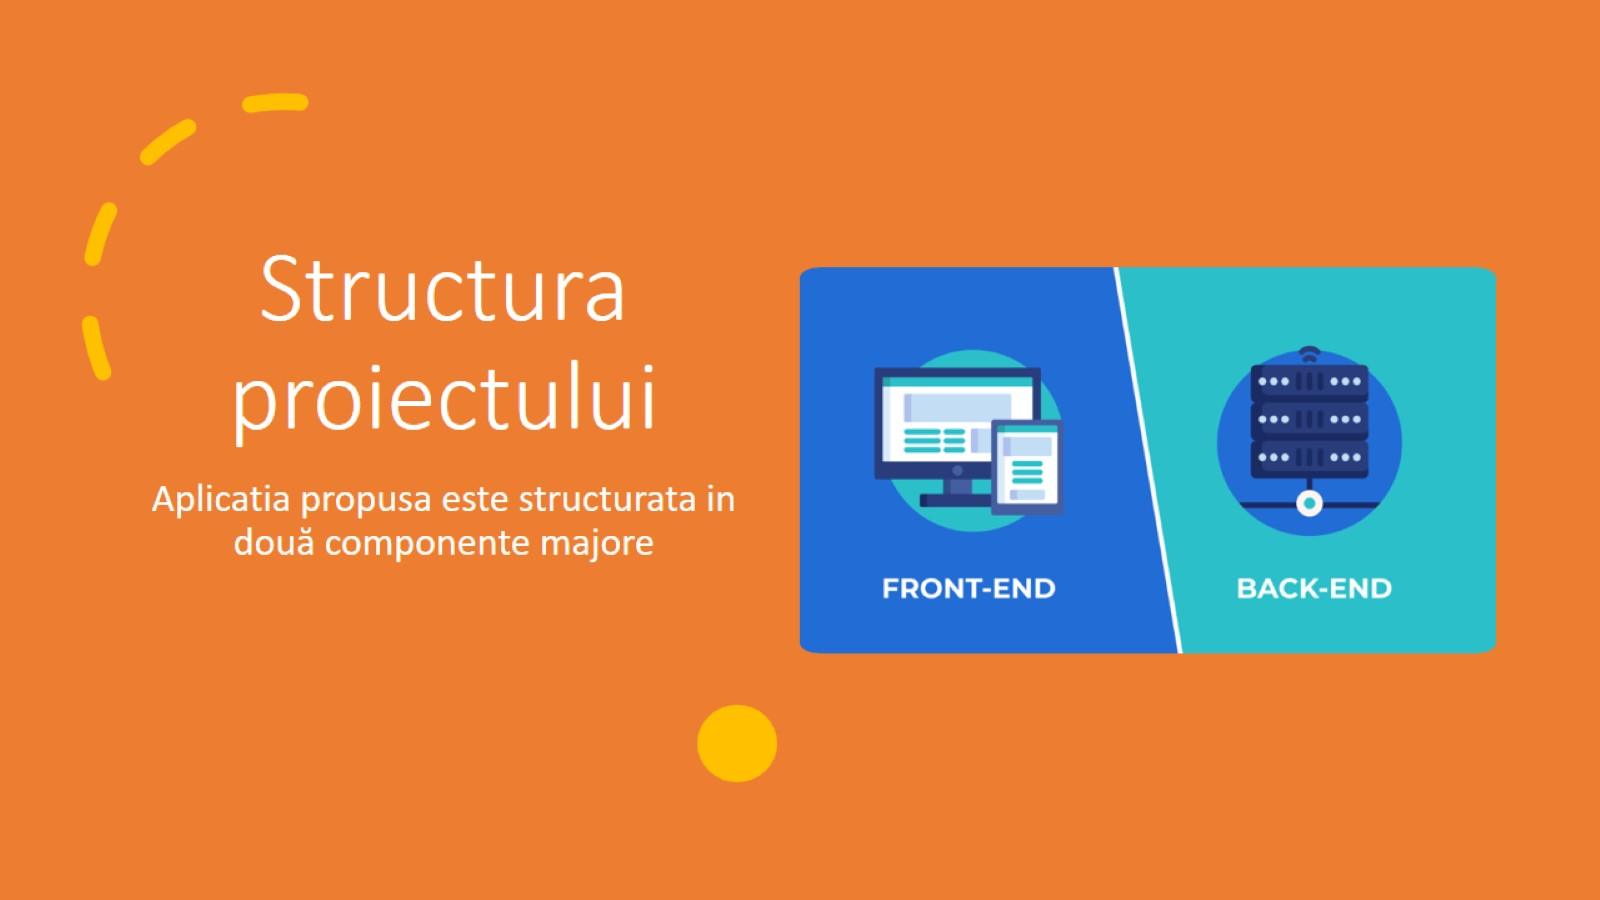 Structura
proiectului
Aplicatia propusa este structurata in
două componente majore
FRONT-END
BACK-END